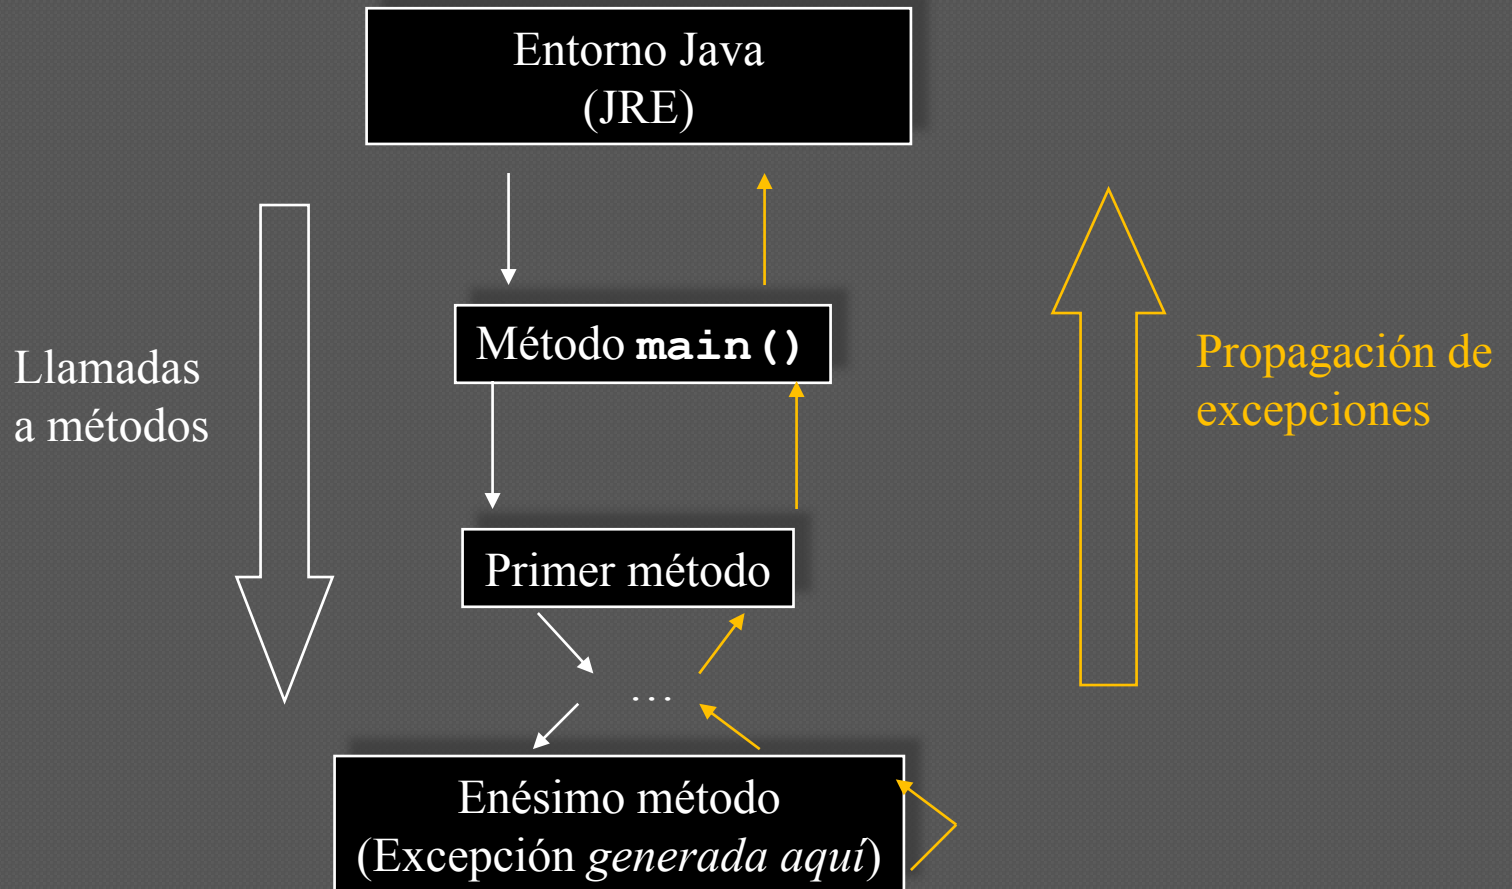 Entorno Java
(JRE)
Método main()
Llamadas
a métodos
Propagación de
excepciones
Primer método
...
Enésimo método
(Excepción generada aquí)